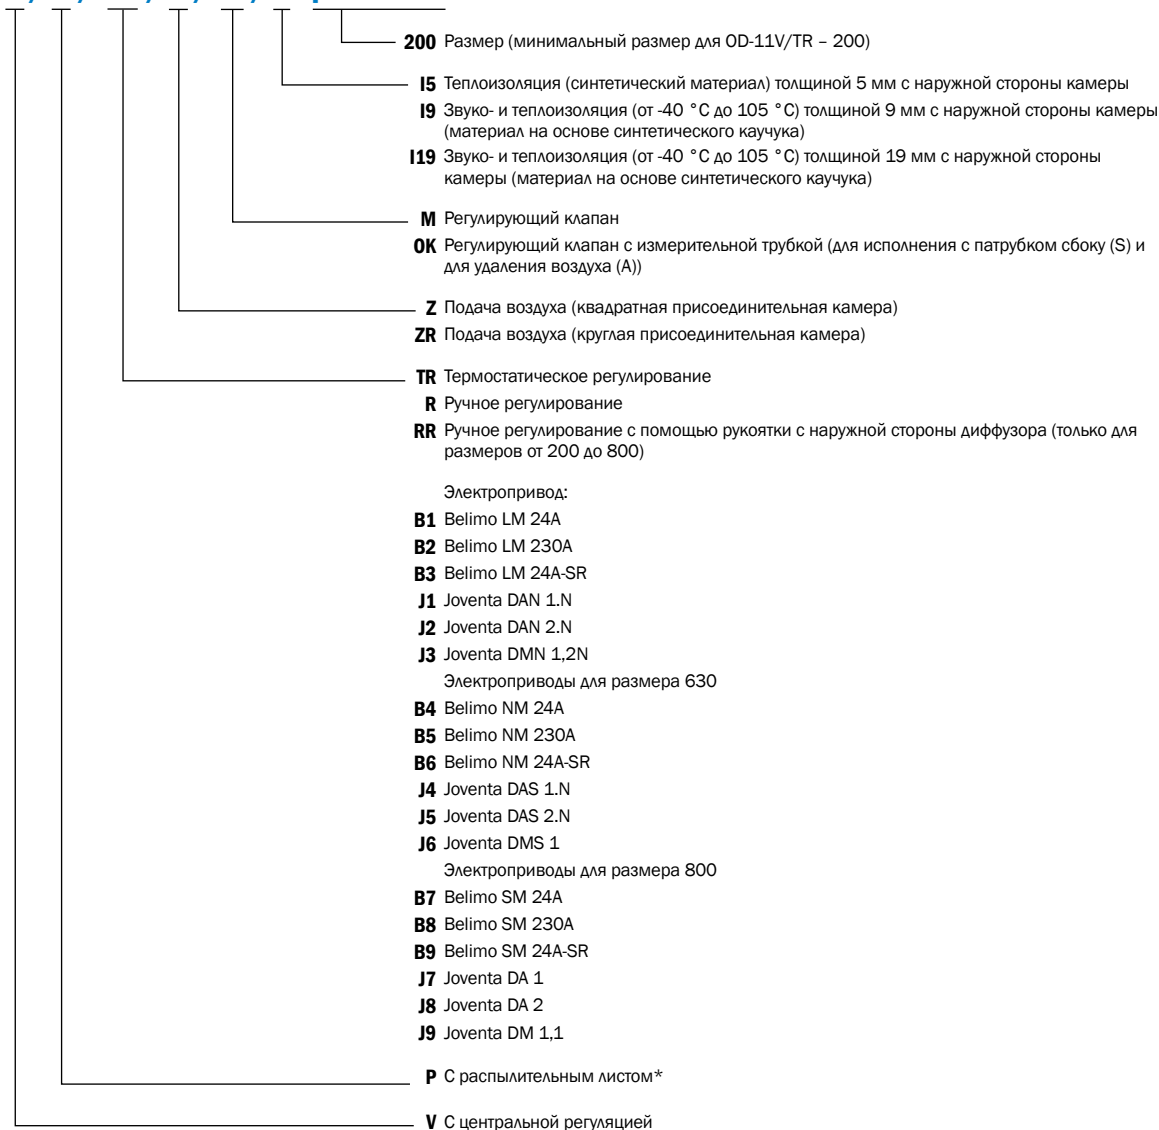 200 Размер (минимальный размер для OD-11V/TR – 200)
I5 Теплоизоляция (синтетический материал) толщиной 5 мм с наружной стороны камеры
I9 Звуко- и теплоизоляция (от -40 °C до 105 °C) толщиной 9 мм с наружной стороны камеры
(материал на основе синтетического каучука)
I19 Звуко- и теплоизоляция (от -40 °C до 105 °C) толщиной 19 мм с наружной стороны
камеры (материал на основе синтетического каучука)
M Регулирующий клапан
OK Регулирующий клапан с измерительной трубкой (для исполнения с патрубком сбоку (S) и
для удаления воздуха (A))
Z Подача воздуха (квадратная присоединительная камера)
ZR Подача воздуха (круглая присоединительная камера)
TR Термостатическое регулирование
R Ручное регулирование
RR Ручное регулирование с помощью рукоятки с наружной стороны диффузора (только для
размеров от 200 до 800)
Электропривод:
B1 Belimo LM 24A
B2 Belimo LM 230A
B3 Belimo LM 24A-SR
J1 Joventa DAN 1.N
J2 Joventa DAN 2.N
J3 Joventa DMN 1,2N
Электроприводы для размера 630
B4 Belimo NM 24A
B5 Belimo NM 230A
B6 Belimo NM 24A-SR
J4 Joventa DAS 1.N
J5 Joventa DAS 2.N
J6 Joventa DMS 1
Электроприводы для размера 800
B7 Belimo SM 24A
B8 Belimo SM 230A
B9 Belimo SM 24A-SR
J7 Joventa DA 1
J8 Joventa DA 2
J9 Joventa DM 1,1
P С распылительным листом*
V С центральной регуляцией